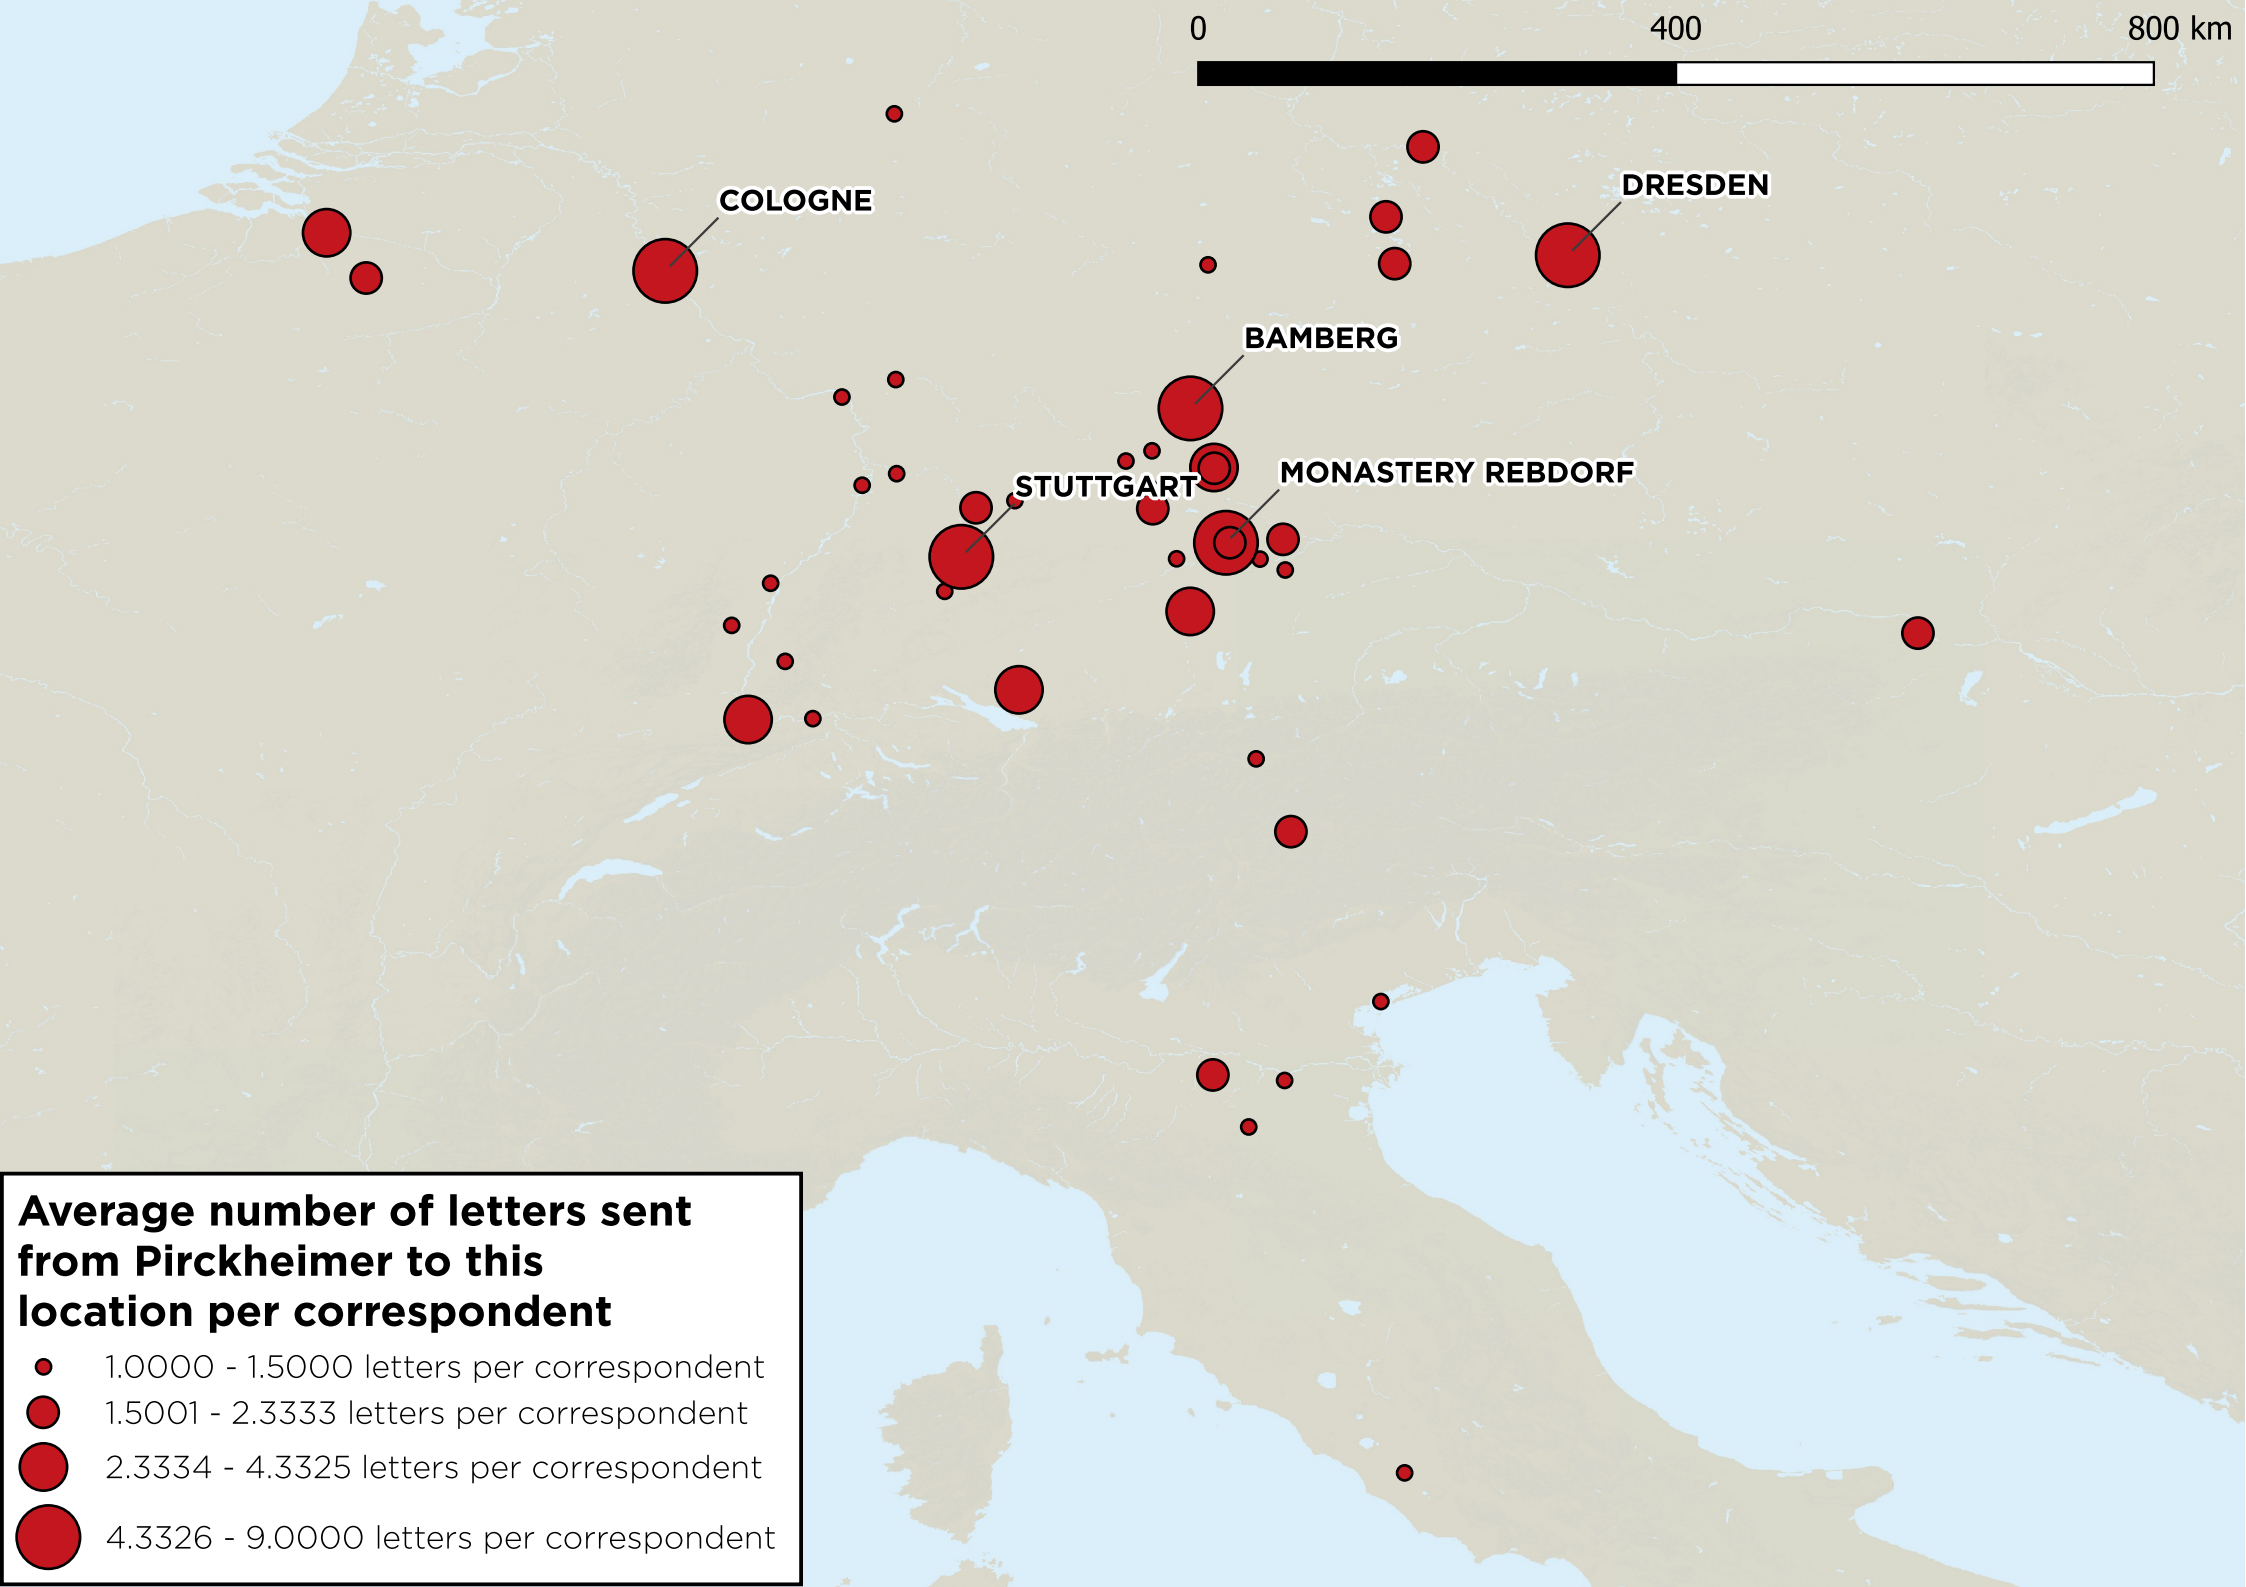 0 400 800 km
COLOGNE
DRESDEN
BAMBERG
STUTTGART
MONASTERY REBDORF
Average number of letters sent
from Pirckheimer to this
location per correspondent
1.0000 - 1.5000 letters per correspondent
1.5001 - 2.3333 letters per correspondent
2.3334 - 4.3325 letters per correspondent
4.3326 - 9.0000 letters per correspondent